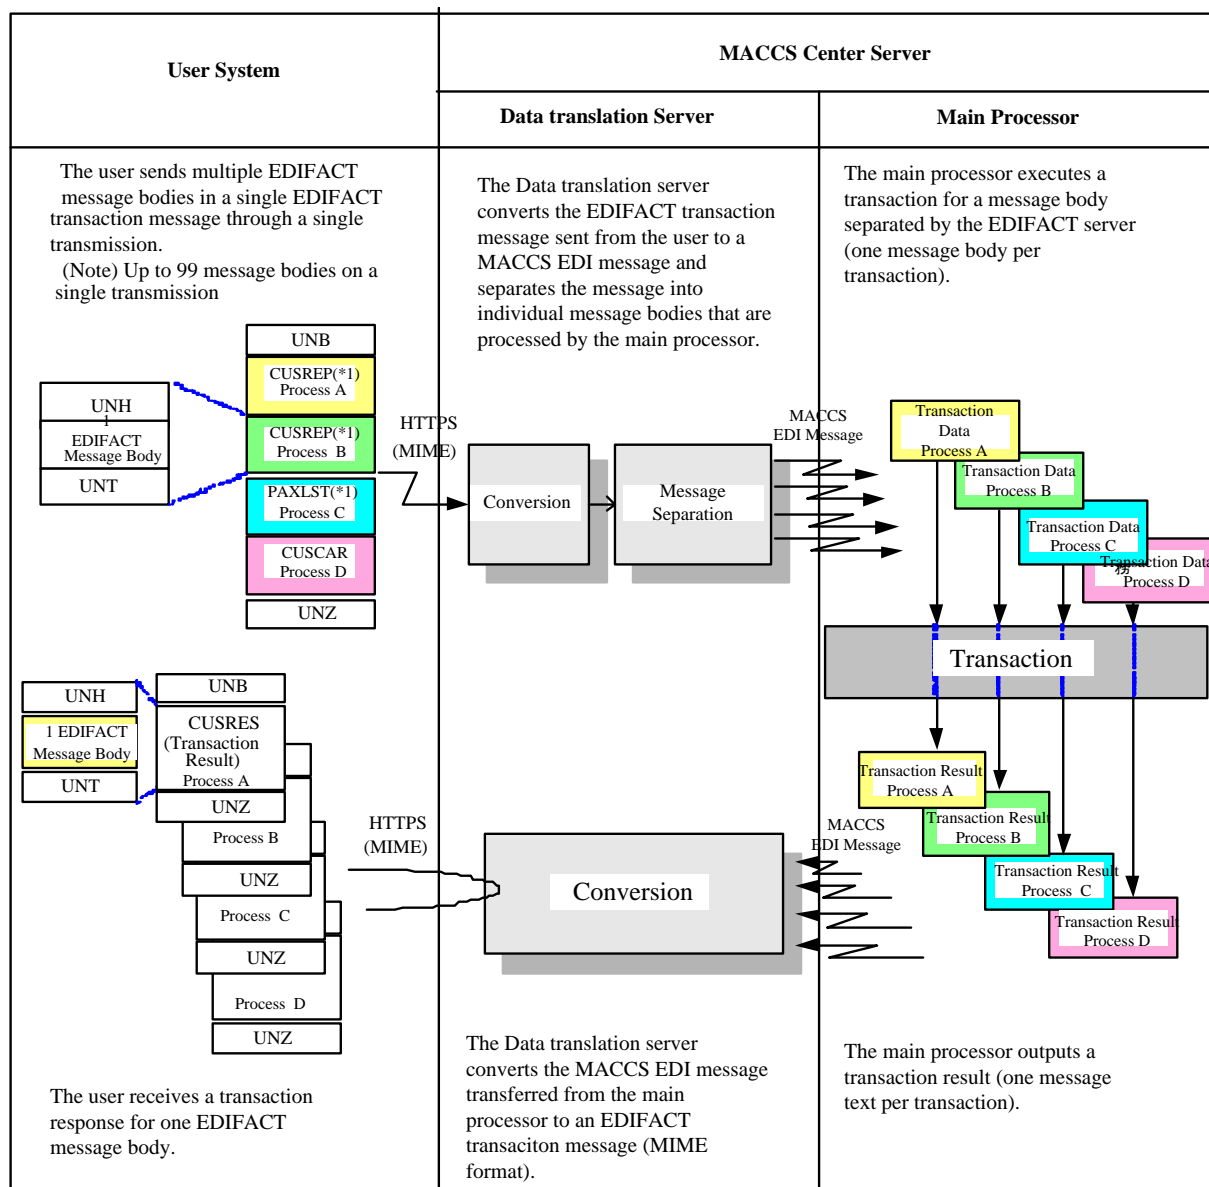 User System
MACCS Center Server
Data translation Server
Main Processor
The user sends multiple EDIFACT
message bodies in a single EDIFACT
transaction message through a single
transmission.
(Note) Up to 99 message bodies on a
single transmission
The Data translation server
converts the EDIFACT transaction
message sent from the user to a
MACCS EDI message and
separates the message into
individual message bodies that are
processed by the main processor.
The main processor executes a
transaction for a message body
separated by the EDIFACT server
(one message body per
transaction).
UNB
CUSREP(*1)
Process A
CUSREP(*1)
Process B
PAXLST(*1)
Process C
CUSCAR
Process D
UNZ
UNH
1
EDIFACT
Message Body
UNT
HTTPS
(MIME)
Conversion
Message
Separation
MACCS
EDI Message
Transaction
Data
Process A
Transaction Data
Process B
Transaction Data
Process C
Transaction Data
務
Process D
Transaction
UNH
1 EDIFACT
Message Body
UNT
UNB
CUSRES
(Transaction
Result)
Process A
UNZ
Process B
UNZ
Process C
UNZ
Process D
UNZ
HTTPS
(MIME)
Conversion
MACCS
EDI Message
Transaction Result
Process A
Transaction Result
Process B
Transaction Result
Process C
Transaction Result
Process D
The user receives a transaction
response for one EDIFACT
message body.
The Data translation server
converts the MACCS EDI message
transferred from the main
processor to an EDIFACT
transaciton message (MIME
format).
The main processor outputs a
transaction result (one message
text per transaction).